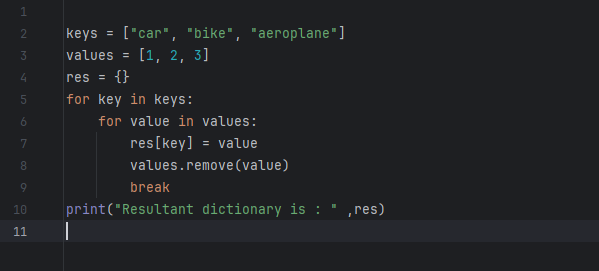 1
2 keys = ["car", "bike", "aeroplane"]
3 values = [1, 2, 3]
4 res = {}
5 for key in keys:
6     for value in values:
7         res[key] = value
8         values.remove(value)
9         break
10 print("Resultant dictionary is : " ,res)
11